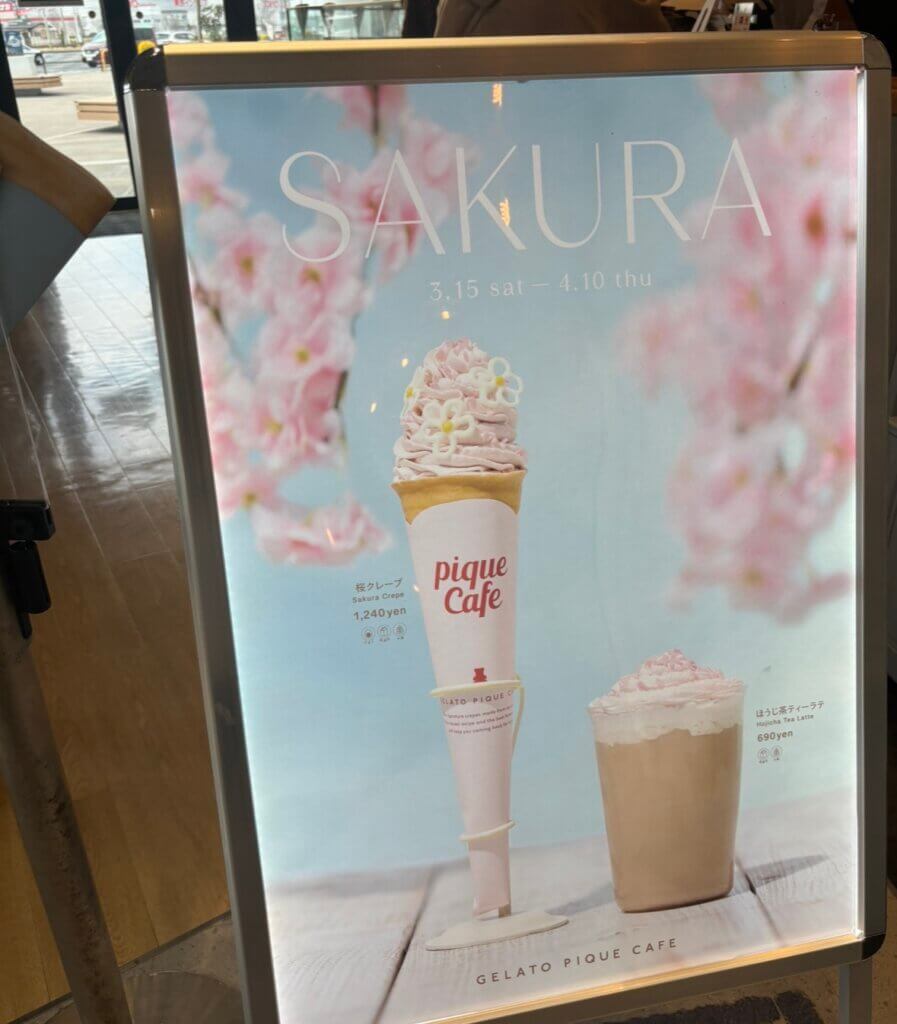 SAKURA
3.15 sat — 4.10 thu
桜クレープ
Sakura Crepe
1,240yen
pique
Cafe
GELATO PIQUE C
ほうじ茶ティーラテ
Hojicha Tea Latte
690yen
GELATO PIQUE CAFE